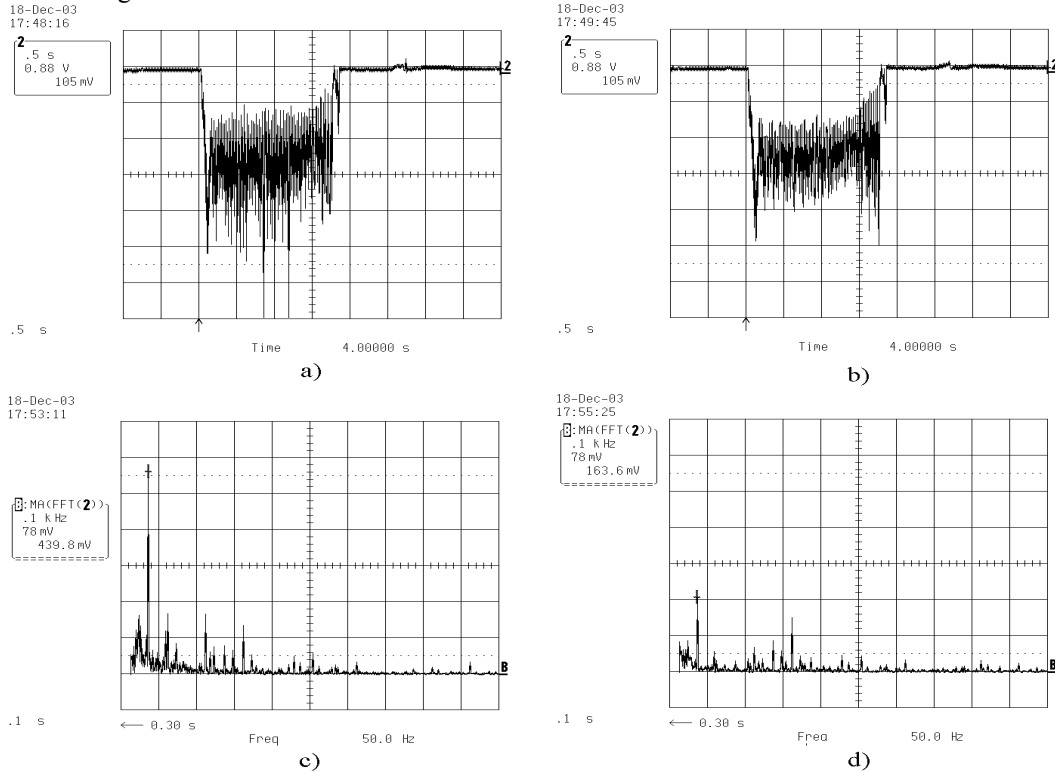 18-Dec-03
17:48:16
2
.5 s
0.88 V
105 mV
2
.5 s
Time 4.00000 s
a)
18-Dec-03
17:49:45
2
.5 s
0.88 V
105 mV
2
.5 s
Time 4.00000 s
b)
18-Dec-03
17:53:11
:MA(FFT(2))
.1 kHz
78 mV
439.8 mV
B
.1 s
← 0.30 s
Freq 50.0 Hz
c)
18-Dec-03
17:55:25
:MA(FFT(2))
.1 kHz
78 mV
163.6 mV
B
.1 s
← 0.30 s
Freq 50.0 Hz
d)